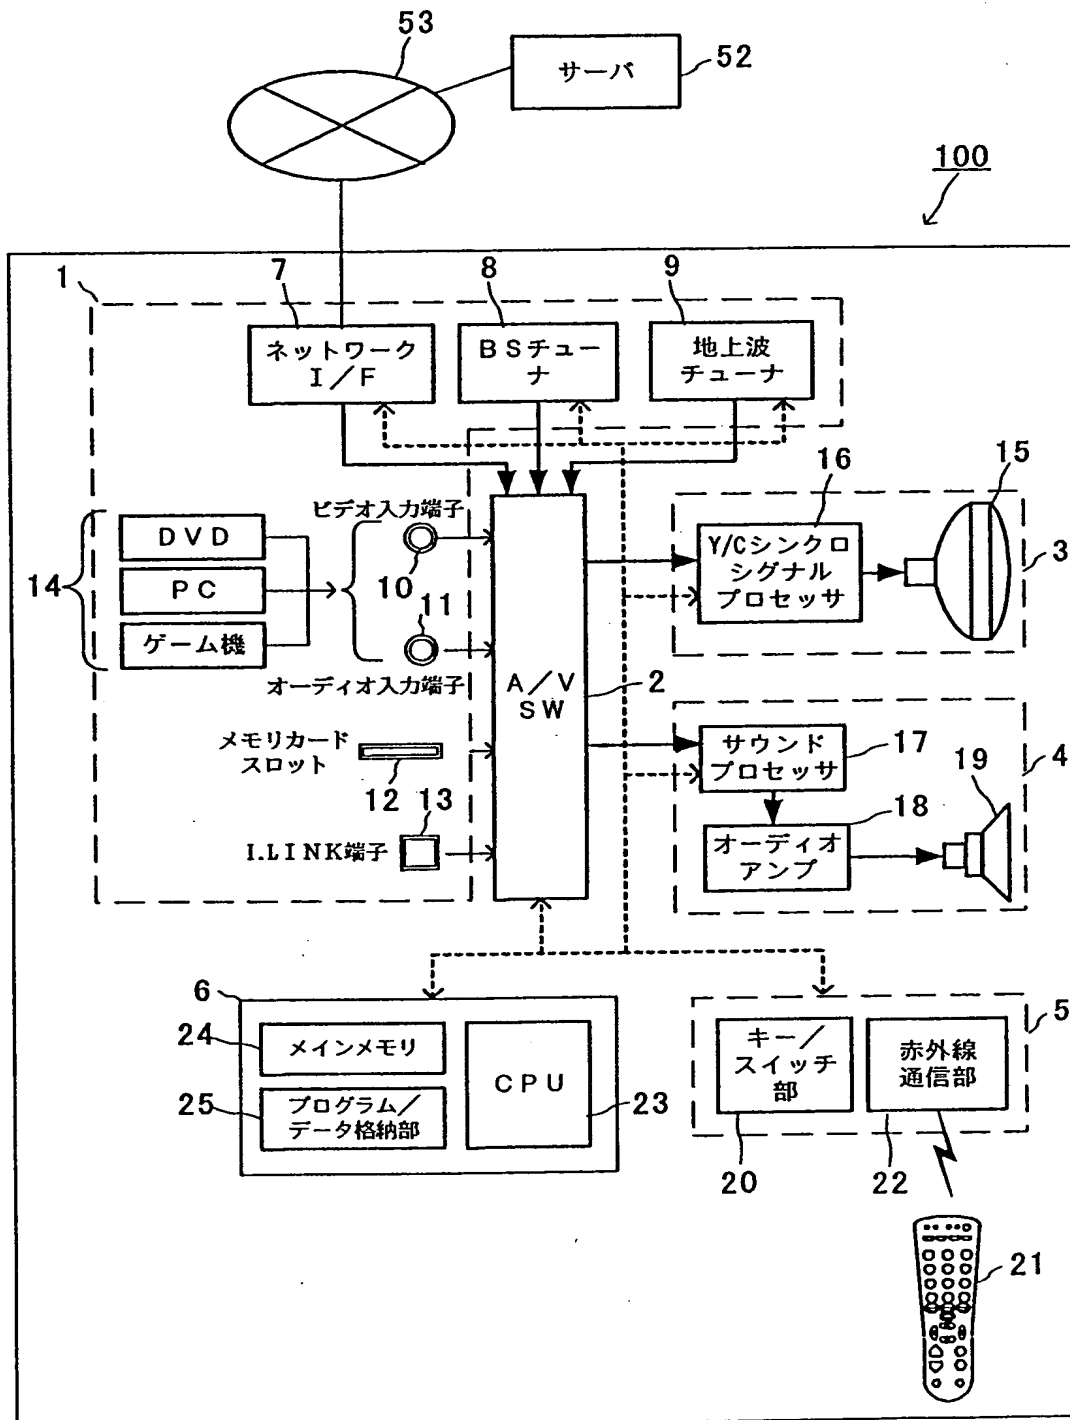 53
サーバ
52
100
1
7
8
9
ネットワーク
I/F
BSチュー
ナ
地上波
チューナ
ビデオ入力端子
16
15
14
DVD
PC
ゲーム機
10
11
オーディオ入力端子
Y/Cシンクロ
シグナル
プロセッサ
3
A/V
SW
2
メモリカード
スロット
12
13
I.LINK端子
サウンド
プロセッサ
17
18
オーディオ
アンプ
19
4
6
24
メインメモリ
25
プログラム/
データ格納部
CPU
23
キー/
スイッチ
部
赤外線
通信部
5
20
22
21